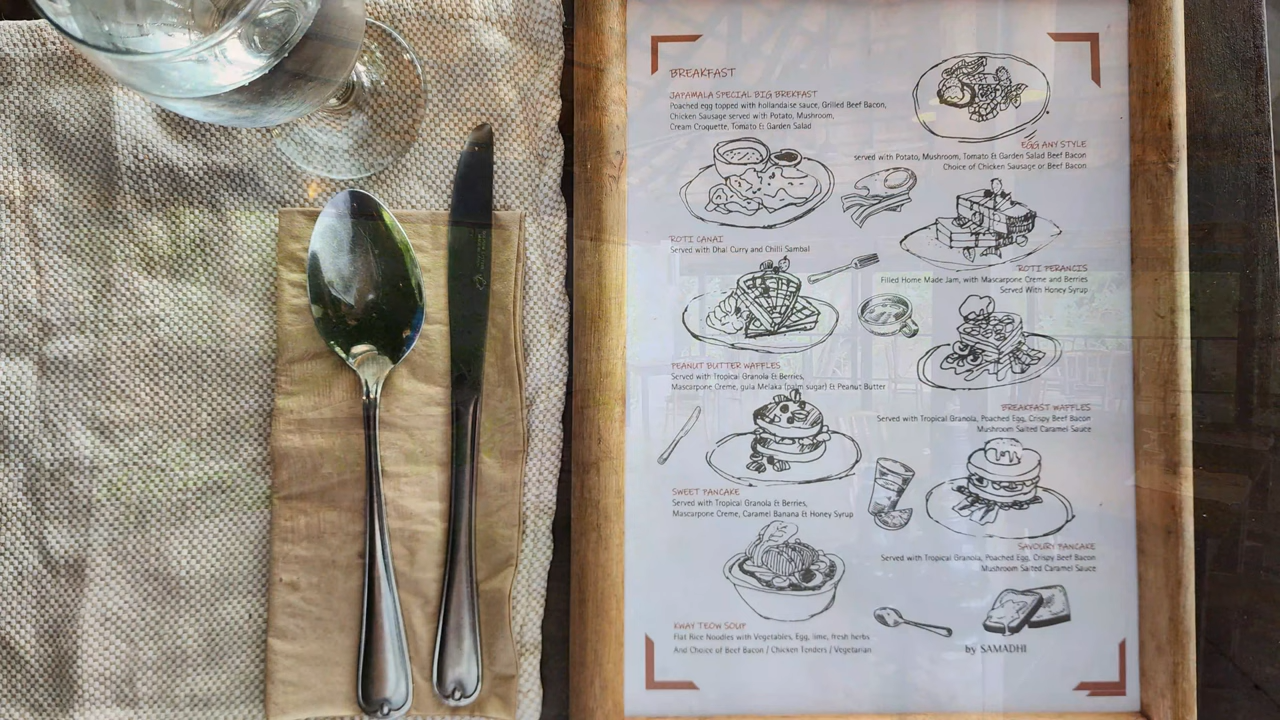 BREAKFAST
JAPAMALA SPECIAL BIG BREKFAST
Poached egg topped with hollandaise sauce, Grilled Beef Bacon,
Chicken Sausage served with Potato, Mushroom,
Cream Croquette, Tomato & Garden Salad
EGG ANY STYLE
served with Potato, Mushroom, Tomato & Garden Salad Beef Bacon
Choice of Chicken Sausage or Beef Bacon
ROTI CANAI
Served with Dhal Curry and Chilli Sambal
ROTI PERANCIS
Filled Home Made Jam, with Mascarpone Creme and Berries
Served With Honey Syrup
PEANUT BUTTER WAFFLES
Served with Tropical Granola & Berries,
Mascarpone Creme, gula Melaka (palm sugar) & Peanut Butter
BREAKFAST WAFFLES
Served with Tropical Granola, Poached Egg, Crispy Beef Bacon
Mushroom Salted Caramel Sauce
SWEET PANCAKE
Served with Tropical Granola & Berries,
Mascarpone Creme, Caramel Banana & Honey Syrup
SAVOURY PANCAKE
Served with Tropical Granola, Poached Egg, Crispy Beef Bacon
Mushroom Salted Caramel Sauce
KWAY TEOW SOUP
Flat Rice Noodles with Vegetables, Egg, lime, fresh herbs
And Choice of Beef Bacon / Chicken Tenders / Vegetarian
by SAMADHI